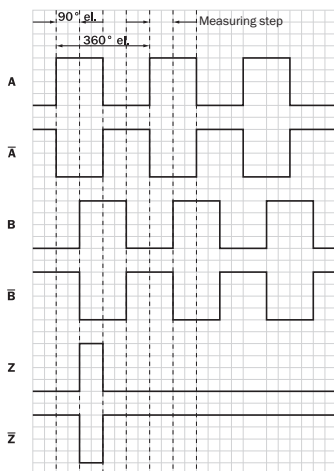 90° el.
Measuring step
360° el.
A
A̅
B
B̅
Z
Z̅